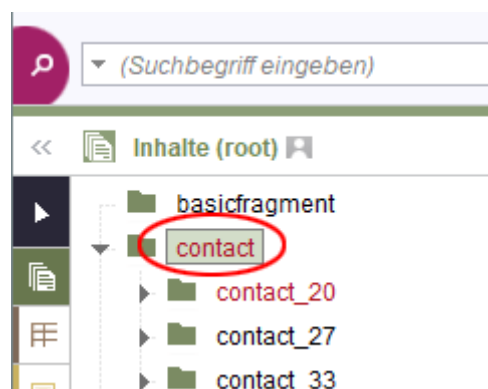 (Suchbegriff eingeben)
Inhalte (root)
basicfragment
contact
contact_20
contact_27
contact_33